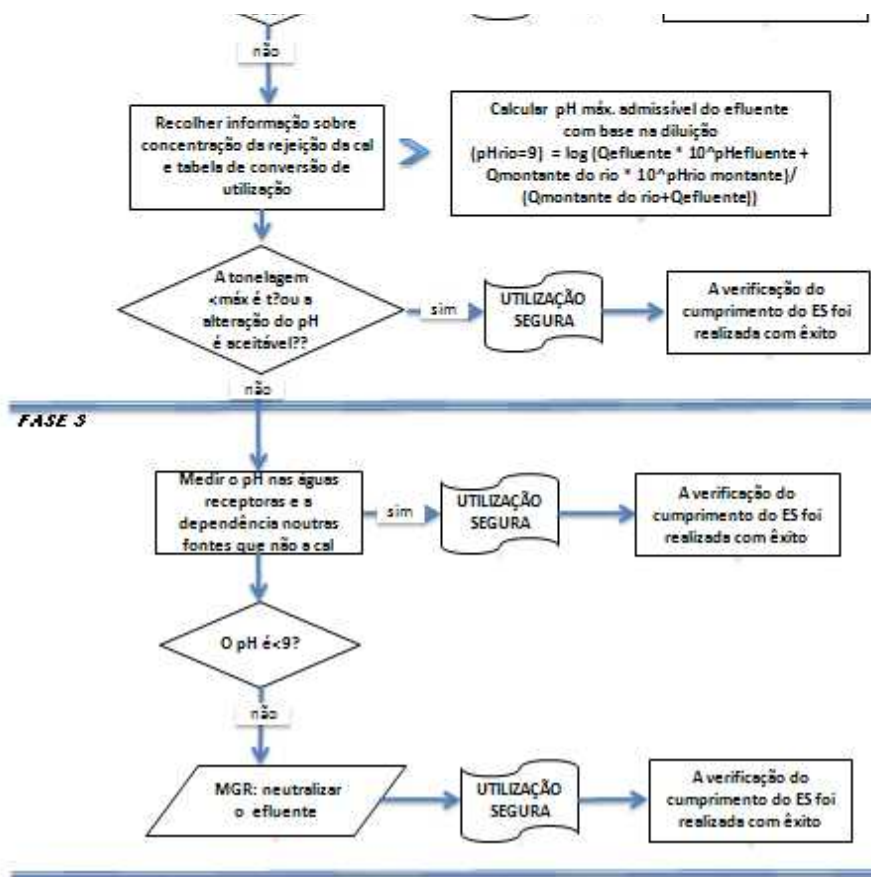 não
Recolher informação sobre
concentração da rejeição da cal
e tabela de conversão de
utilização
Calcular pH máx. admissível do efluente
com base na diluição
(pHrio=9) = log (Qefluente * 10^pHefluente +
Qmontante do rio * 10^pHrio montante)/
(Qmontante do rio+Qefluente))
A tonelagem
<máx é t?ou a
alteração do pH
é aceitável??
sim
UTILIZAÇÃO
SEGURA
A verificação do
cumprimento do ES foi
realizada com êxito
não
FASE 3
Medir o pH nas águas
receptoras e a
dependência noutras
fontes que não a cal
sim
UTILIZAÇÃO
SEGURA
A verificação do
cumprimento do ES foi
realizada com êxito
O pH é<9?
não
MGR: neutralizar
o efluente
UTILIZAÇÃO
SEGURA
A verificação do
cumprimento do ES foi
realizada com êxito